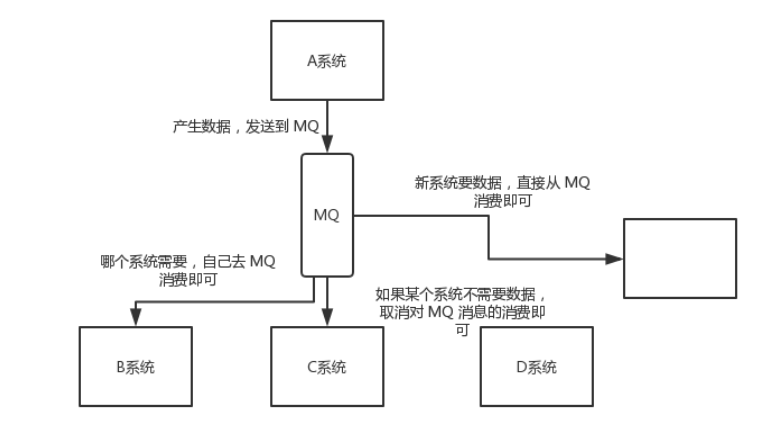 A系统
产生数据，发送到 MQ
MQ
新系统要数据，直接从 MQ
消费即可
哪个系统需要，自己去 MQ
消费即可
如果某个系统不需要数据，
取消对 MQ 消息的消费即
可
B系统
C系统
D系统